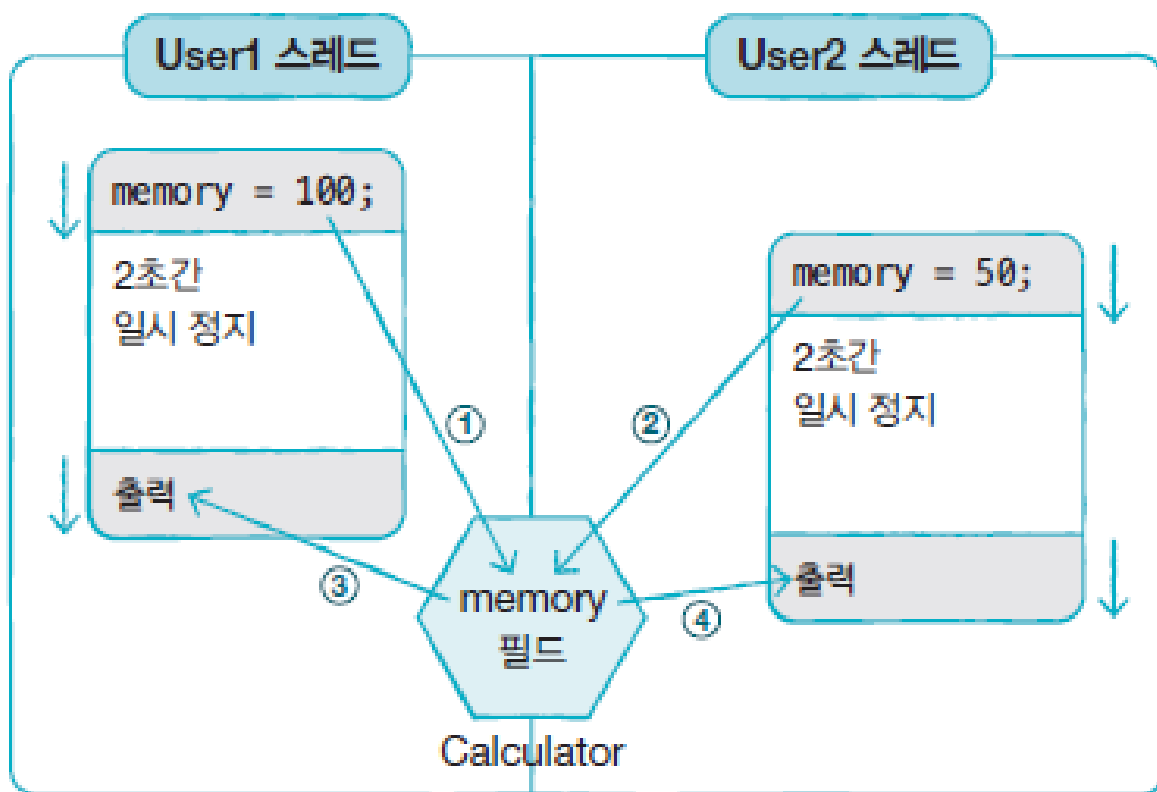 User1 스레드
User2 스레드
memory = 100;
2초간
일시 정지
출력
memory = 50;
2초간
일시 정지
출력
①
②
③
④
memory
필드
Calculator